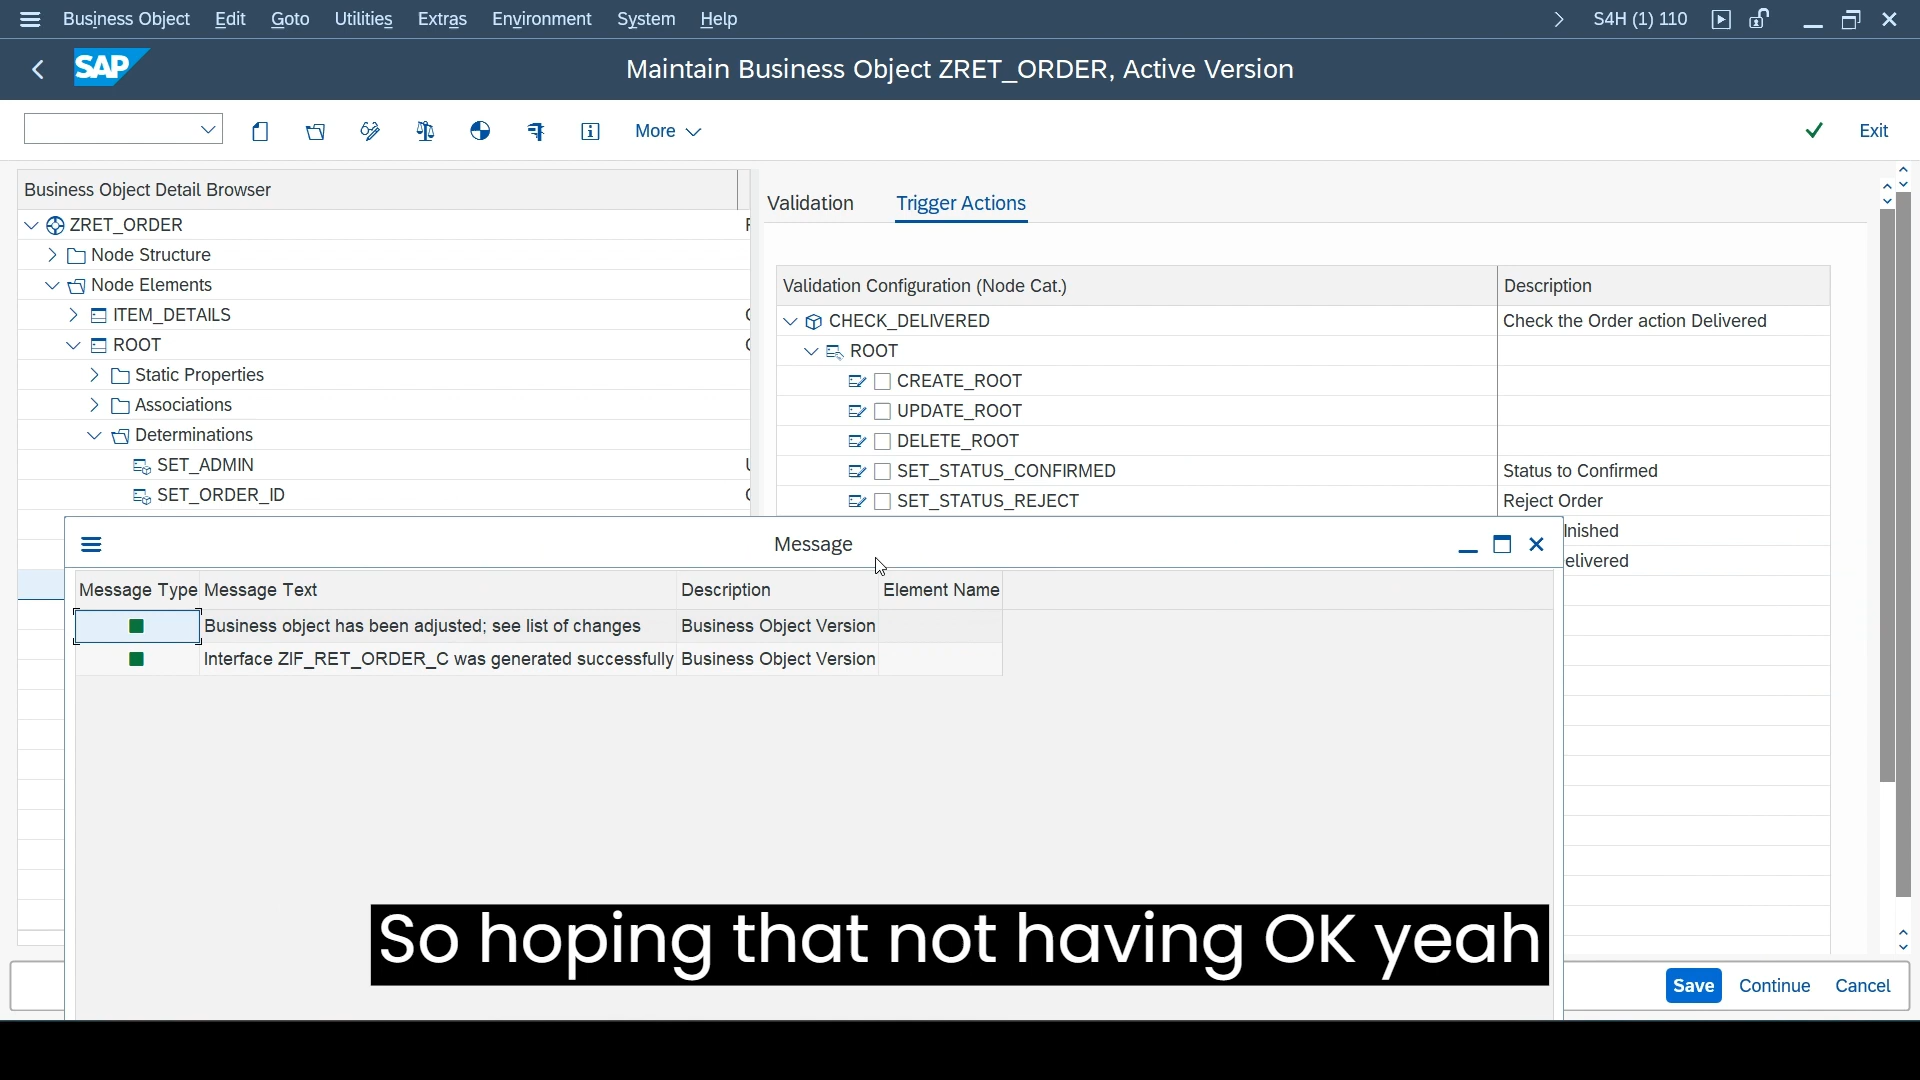 Business Object Edit Goto Utilities Extras Environment System Help S4H (1) 110
SAP Maintain Business Object ZRET_ORDER, Active Version
More Exit
Business Object Detail Browser
ZRET_ORDER
Node Structure
Node Elements
ITEM_DETAILS
ROOT
Static Properties
Associations
Determinations
SET_ADMIN
SET_ORDER_ID
Validation Trigger Actions
Validation Configuration (Node Cat.) Description
CHECK_DELIVERED Check the Order action Delivered
ROOT
CREATE_ROOT
UPDATE_ROOT
DELETE_ROOT
SET_STATUS_CONFIRMED Status to Confirmed
SET_STATUS_REJECT Reject Order
inished
elivered
Message
Message Type Message Text Description Element Name
Business object has been adjusted; see list of changes Business Object Version
Interface ZIF_RET_ORDER_C was generated successfully Business Object Version
So hoping that not having OK yeah
Save Continue Cancel